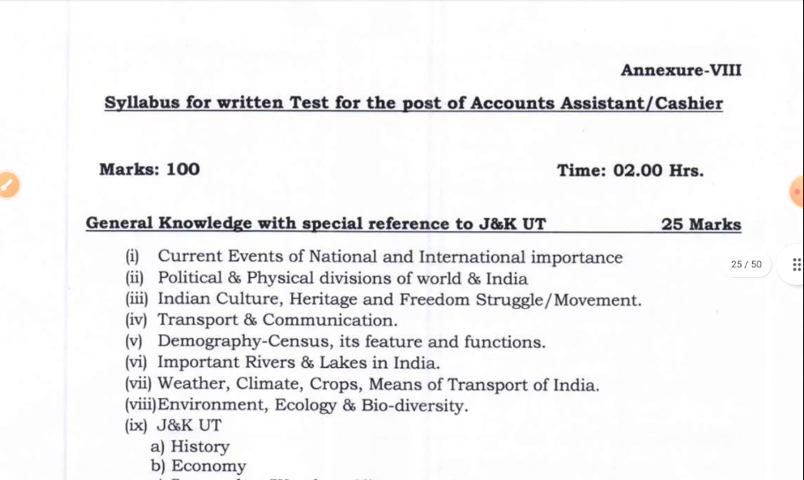 Annexure-VIII
Syllabus for written Test for the post of Accounts Assistant/Cashier
Marks: 100 Time: 02.00 Hrs.
General Knowledge with special reference to J&K UT 25 Marks
(i) Current Events of National and International importance
25 / 50
(ii) Political & Physical divisions of world & India
(iii) Indian Culture, Heritage and Freedom Struggle/Movement.
(iv) Transport & Communication.
(v) Demography-Census, its feature and functions.
(vi) Important Rivers & Lakes in India.
(vii) Weather, Climate, Crops, Means of Transport of India.
(viii)Environment, Ecology & Bio-diversity.
(ix) J&K UT
a) History
b) Economy